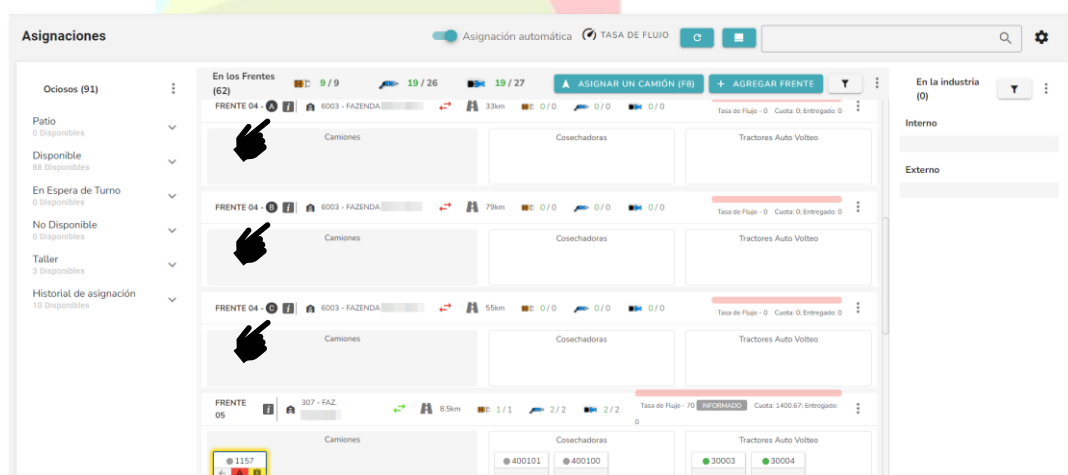 Asignaciones
Asignación automática
TASA DE FLUJO
Ociosos (91)
Patio
0 Disponibles
Disponible
88 Disponibles
En Espera de Turno
0 Disponibles
No Disponible
0 Disponibles
Taller
3 Disponibles
Historial de asignación
10 Disponibles
En los Frentes
(62)
9 / 9
19 / 26
19 / 27
ASIGNAR UN CAMIÓN (F8)
+ AGREGAR FRENTE
FRENTE 04 - A i 6003 - FAZENDA 33km 0/0 0/0 0/0
Tasa de Flujo - 0 Cuota: 0; Entregado: 0
Camiones Cosechadoras Tractores Auto Volteo
FRENTE 04 - B i 6003 - FAZENDA 79km 0/0 0/0 0/0
Tasa de Flujo - 0 Cuota: 0; Entregado: 0
Camiones Cosechadoras Tractores Auto Volteo
FRENTE 04 - C i 6003 - FAZENDA 55km 0/0 0/0 0/0
Tasa de Flujo - 0 Cuota: 0; Entregado: 0
Camiones Cosechadoras Tractores Auto Volteo
FRENTE
05
i
307 - FAZ.
8.5km 1/1 2/2 2/2
Tasa de Flujo - 70 INFORMADO Cuota: 1400.67; Entregado:
0
Camiones Cosechadoras Tractores Auto Volteo
1157 400101 400100 30003 30004
En la industria
(0)
Interno
Externo